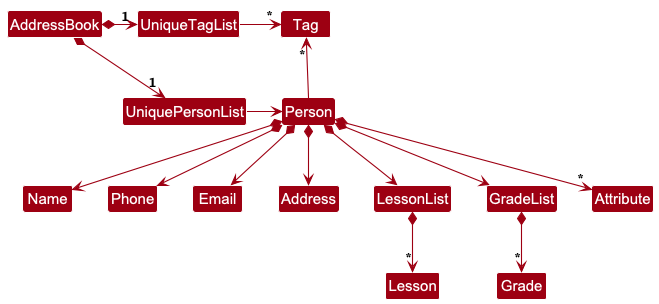 AddressBook 1 UniqueTagList * Tag
*
1
UniquePersonList Person
*
Name Phone Email Address LessonList GradeList Attribute
* *
Lesson Grade